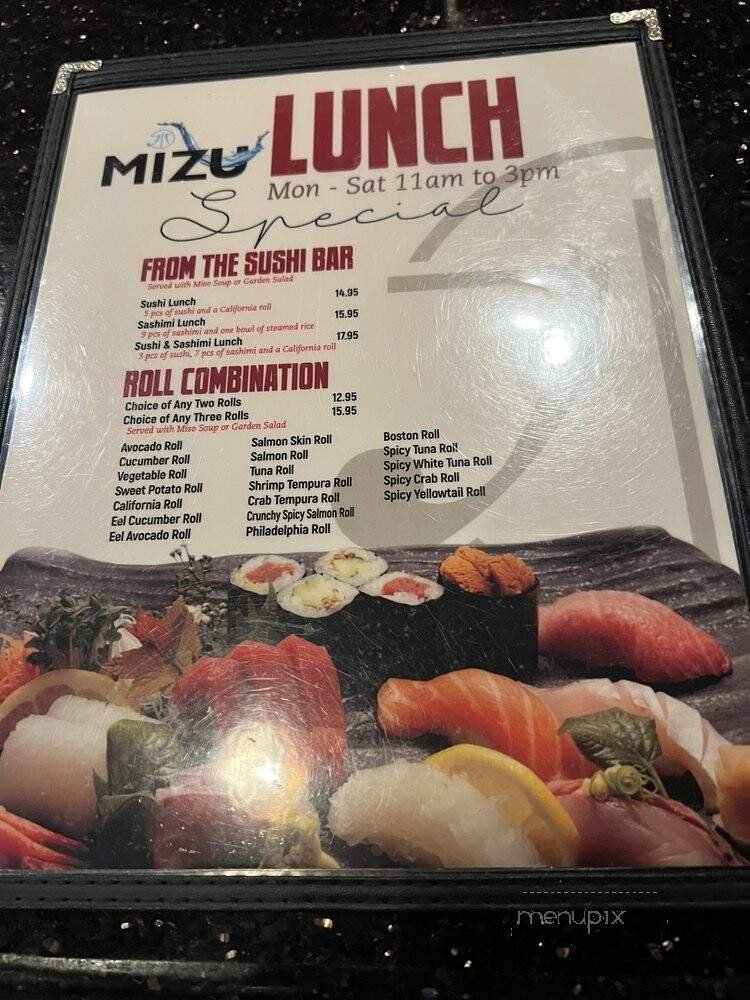 MIZU LUNCH
Mon - Sat 11am to 3pm
Special
FROM THE SUSHI BAR
Served with Miso Soup or Garden Salad
Sushi Lunch 14.95
5 pcs of sushi and a California roll
Sashimi Lunch 15.95
9 pcs of sashimi and one bowl of steamed rice
Sushi & Sashimi Lunch 17.95
3 pcs of sushi, 7 pcs of sashimi and a California roll
ROLL COMBINATION
Choice of Any Two Rolls 12.95
Choice of Any Three Rolls 15.95
Served with Miso Soup or Garden Salad
Avocado Roll
Cucumber Roll
Vegetable Roll
Sweet Potato Roll
California Roll
Eel Cucumber Roll
Eel Avocado Roll
Salmon Skin Roll
Salmon Roll
Tuna Roll
Shrimp Tempura Roll
Crab Tempura Roll
Crunchy Spicy Salmon Roll
Philadelphia Roll
Boston Roll
Spicy Tuna Roll
Spicy White Tuna Roll
Spicy Crab Roll
Spicy Yellowtail Roll
menupix